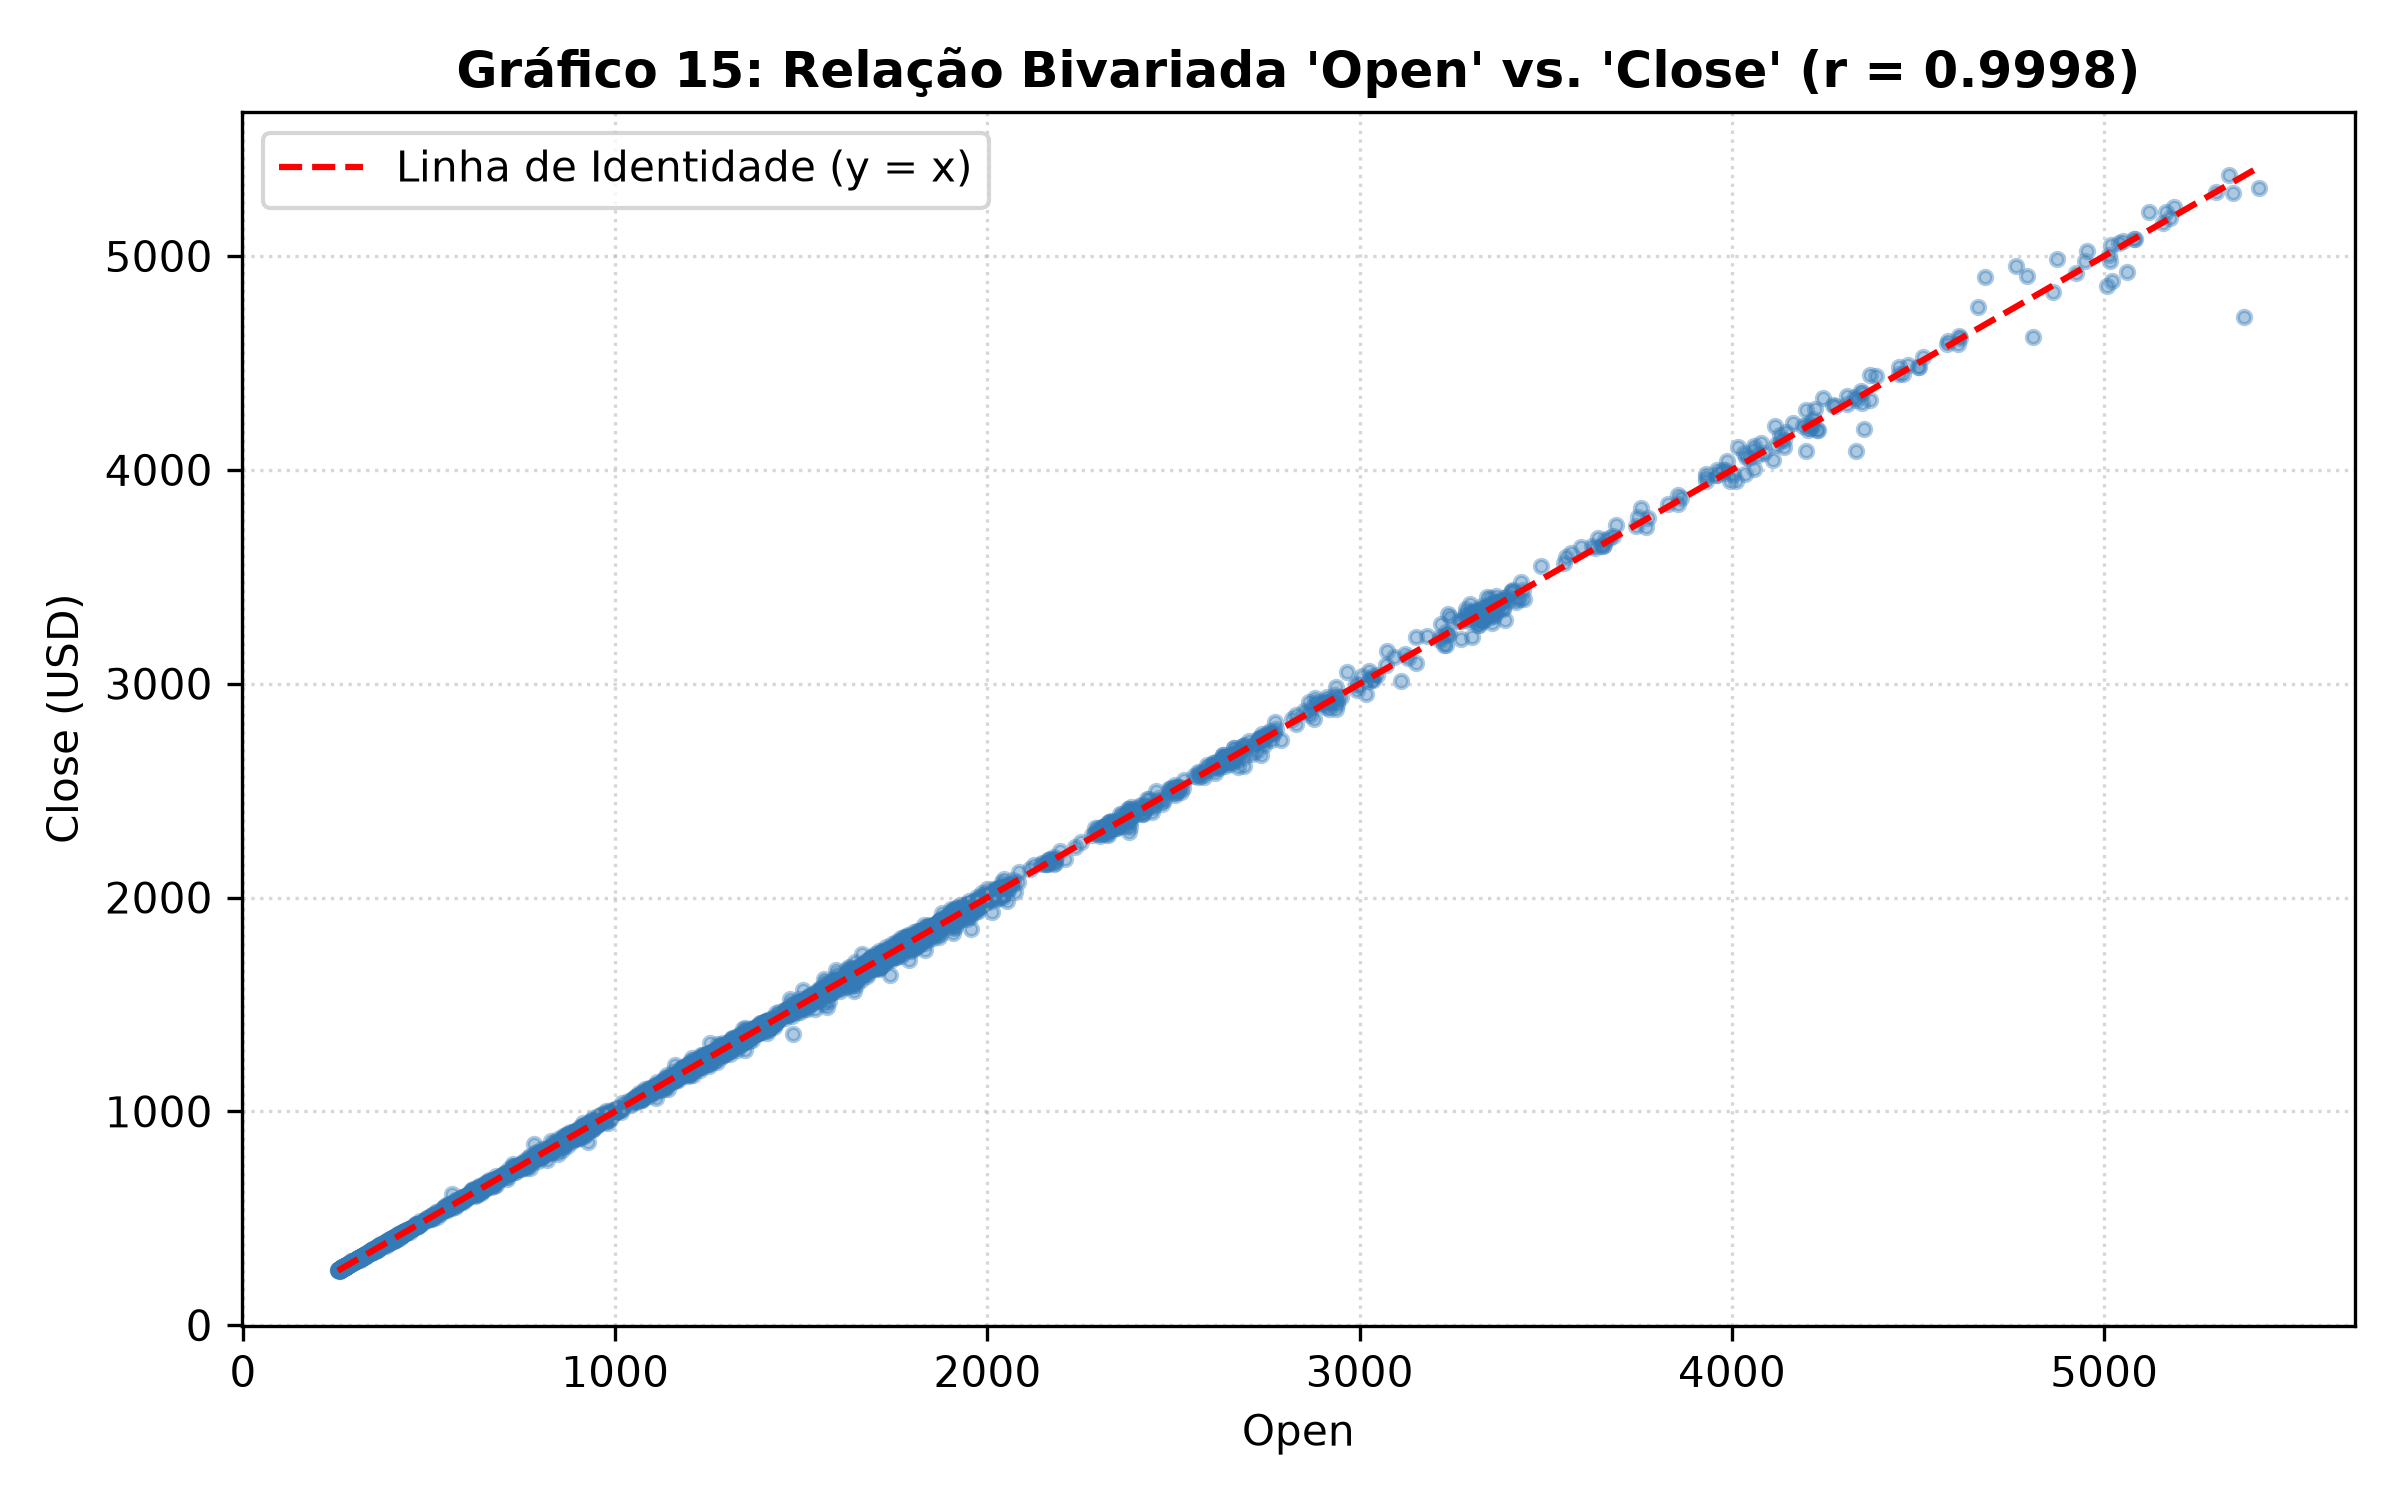 Gráfico 15: Relação Bivariada 'Open' vs. 'Close' (r = 0.9998)
Linha de Identidade (y = x)
Close (USD)
5000
4000
3000
2000
1000
0
0 1000 2000 3000 4000 5000
Open